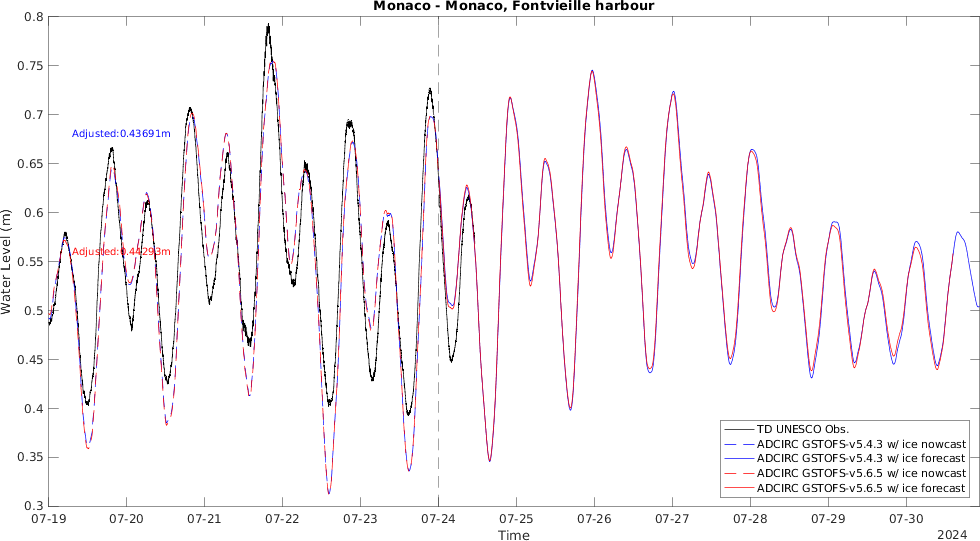 Monaco - Monaco, Fontvieille harbour
0.8
0.75
0.7
Adjusted:0.43691m
0.65
0.6
Adjusted:0.44293m
0.55
Water Level (m)
0.5
0.45
0.4
TD UNESCO Obs.
ADCIRC GSTOFS-v5.4.3 w/ ice nowcast
ADCIRC GSTOFS-v5.4.3 w/ ice forecast
ADCIRC GSTOFS-v5.6.5 w/ ice nowcast
ADCIRC GSTOFS-v5.6.5 w/ ice forecast
0.35
0.3
07-19 07-20 07-21 07-22 07-23 07-24 07-25 07-26 07-27 07-28 07-29 07-30
Time
2024